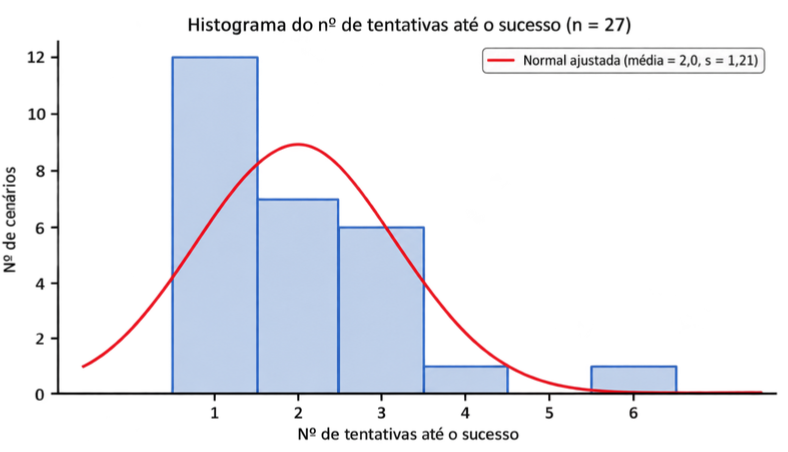 Histograma do nº de tentativas até o sucesso (n = 27)
Normal ajustada (média = 2,0, s = 1,21)
Nº de cenários
12
10
8
6
4
2
0
1 2 3 4 5 6
Nº de tentativas até o sucesso